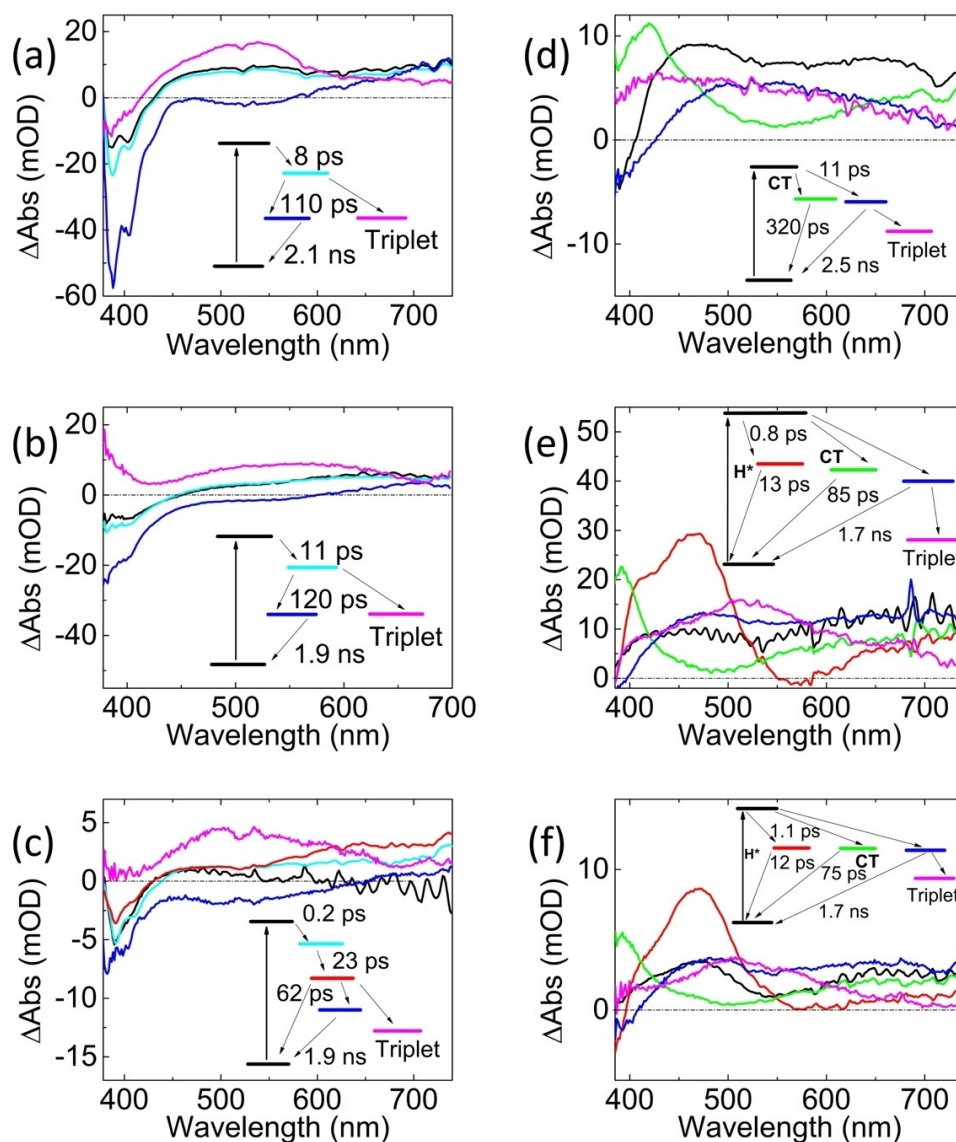 (a)
20
0
-20
-40
-60
ΔAbs (mOD)
8 ps
110 ps
Triplet
2.1 ns
400 500 600 700
Wavelength (nm)
(d)
10
0
-10
ΔAbs (mOD)
11 ps
CT
320 ps
Triplet
2.5 ns
400 500 600 700
Wavelength (nm)
(b)
20
0
-20
-40
ΔAbs (mOD)
11 ps
120 ps
Triplet
1.9 ns
400 500 600 700
Wavelength (nm)
(e)
50
40
30
20
10
0
ΔAbs (mOD)
0.8 ps
CT
H*
13 ps
85 ps
1.7 ns
Triplet
400 500 600 700
Wavelength (nm)
(c)
5
0
-5
-10
-15
ΔAbs (mOD)
0.2 ps
23 ps
62 ps
Triplet
1.9 ns
400 500 600 700
Wavelength (nm)
(f)
10
0
ΔAbs (mOD)
1.1 ps
H*
CT
12 ps
75 ps
Triplet
1.7 ns
400 500 600 700
Wavelength (nm)